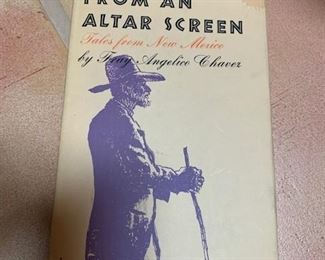 FROM AN
ALTAR SCREEN
Tales from New Mexico
by Fray Angelico Chavez